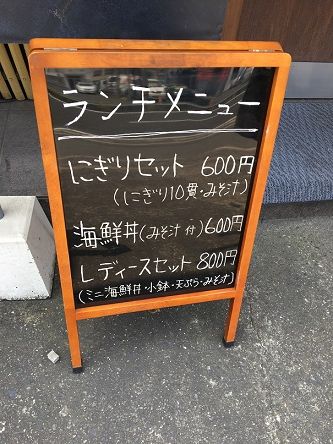 ランチメニュー
にぎりセット 600円
(にぎり10貫・みそ汁)
海鮮丼(みそ汁付)600円
レディースセット 800円
(ミニ海鮮丼・小鉢・天ぷら・みそ汁)